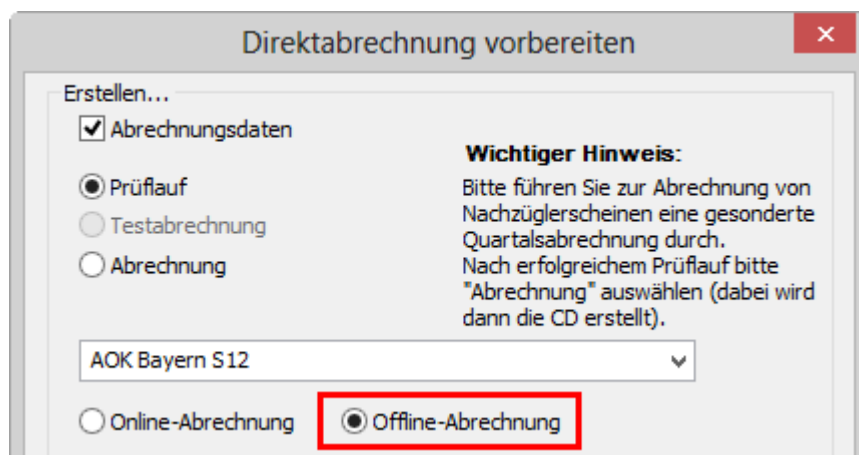 Direktabrechnung vorbereiten
Erstellen...
Abrechnungsdaten
Prüflauf
Testabrechnung
Abrechnung
Wichtiger Hinweis:
Bitte führen Sie zur Abrechnung von
Nachzüglerscheinen eine gesonderte
Quartalsabrechnung durch.
Nach erfolgreichem Prüflauf bitte
"Abrechnung" auswählen (dabei wird
dann die CD erstellt).
AOK Bayern S12
Online-Abrechnung
Offline-Abrechnung